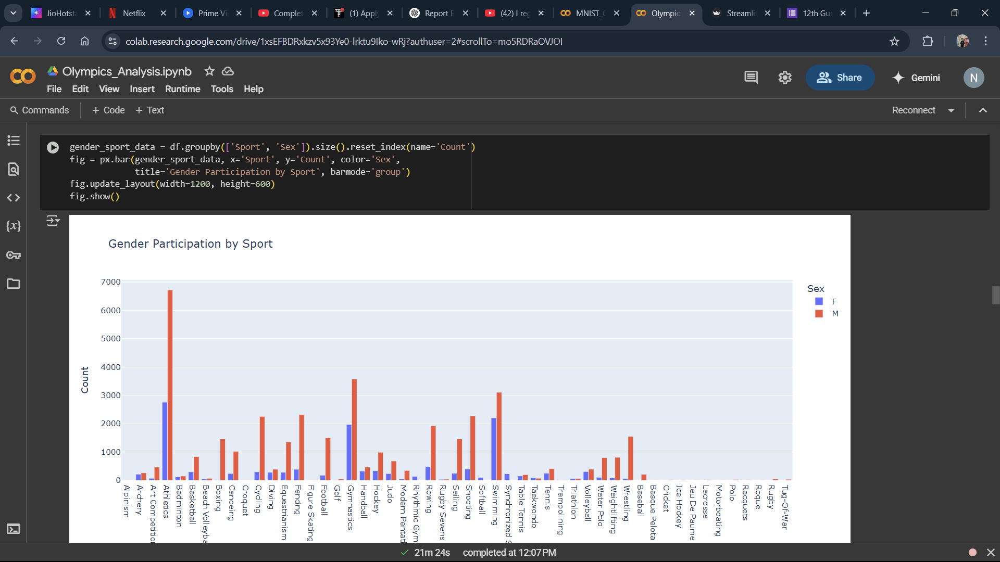 JioHotsta
Netflix
Prime Vi
Complet
(1) Apply
Report E
(42) I reg
MNIST_C
Olympic
Streamli
12th Gu
colab.research.google.com/drive/1xsEFBDRxkzv5x93Ye0-lrktu9Iko-wRj?authuser=2#scrollTo=mo5RDRaOVJOI
Olympics_Analysis.ipynb
File Edit View Insert Runtime Tools Help
Share
Gemini
N
Commands
+ Code
+ Text
Reconnect
gender_sport_data = df.groupby(['Sport', 'Sex']).size().reset_index(name='Count')
fig = px.bar(gender_sport_data, x='Sport', y='Count', color='Sex',
title='Gender Participation by Sport', barmode='group')
fig.update_layout(width=1200, height=600)
fig.show()
Gender Participation by Sport
7000
6000
5000
4000
3000
2000
1000
0
Count
Sex
F
M
Alpinism
Archery
Art Competitio
Athletics
Badminton
Basketball
Beach Volleyba
Boxing
Canoeing
Croquet
Cycling
Diving
Equestrianism
Fencing
Figure Skating
Football
Golf
Gymnastics
Handball
Hockey
Judo
Modern Pentath
Rhythmic Gym
Rowing
Rugby Sevens
Sailing
Shooting
Softball
Swimming
Synchronized S
Table Tennis
Taekwondo
Tennis
Trampolining
Triathlon
Volleyball
Water Polo
Weightlifting
Wrestling
Baseball
Basque Pelota
Cricket
Ice Hockey
Jeu De Paume
Lacrosse
Motorboating
Polo
Racquets
Roque
Rugby
Tug-Of-War
21m 24s completed at 12:07 PM